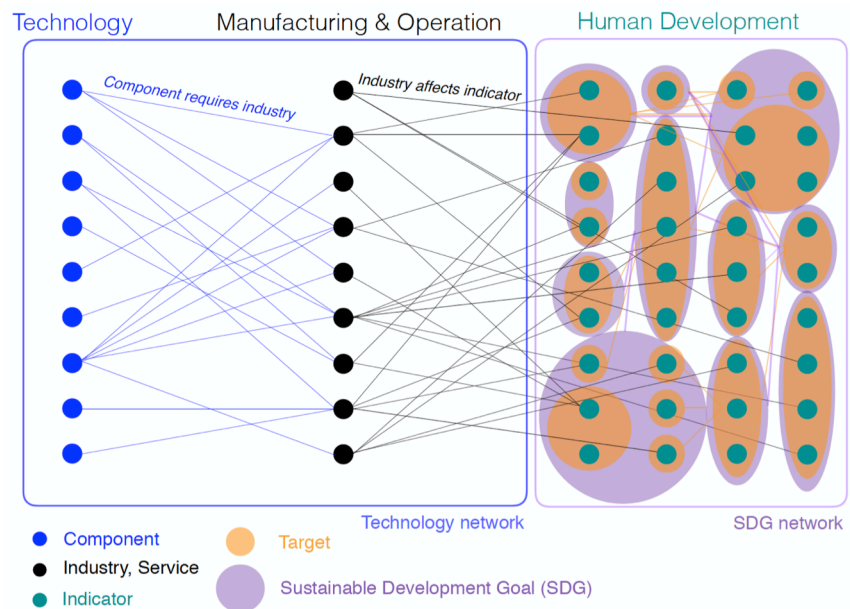 Technology
Manufacturing & Operation
Human Development
Component requires industry
Industry affects indicator
Technology network
SDG network
Component
Target
Industry, Service
Sustainable Development Goal (SDG)
Indicator